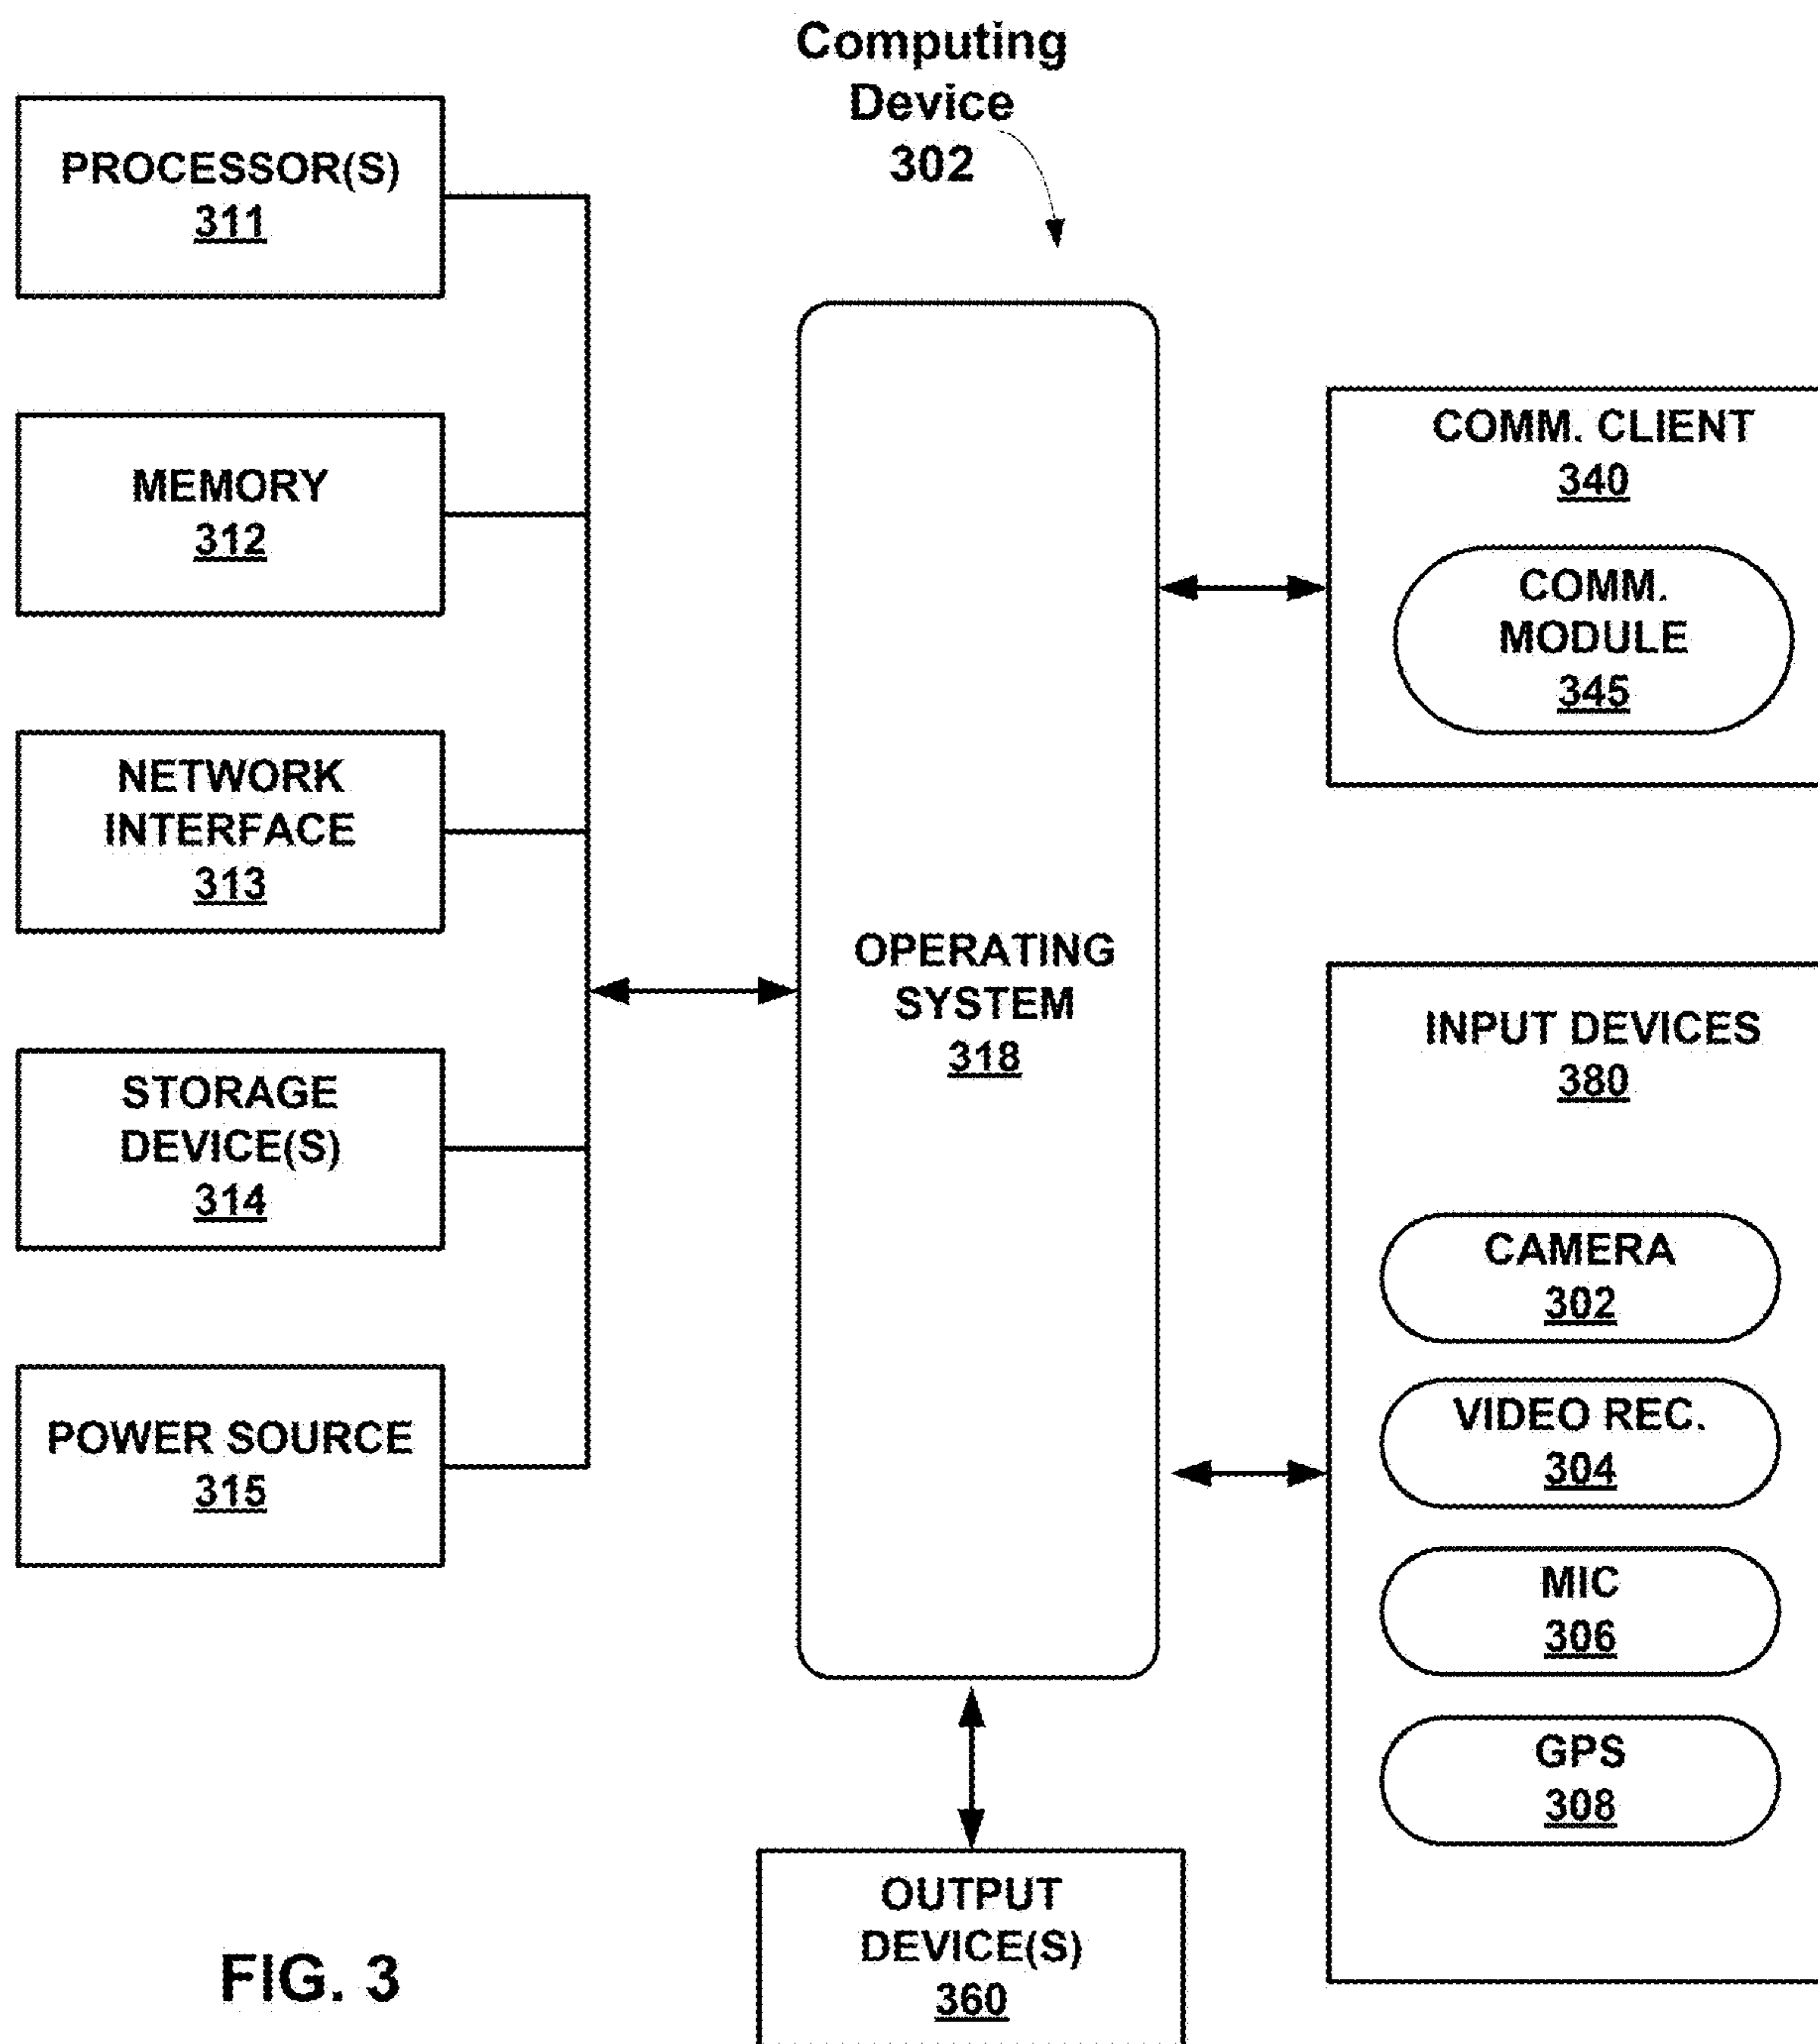 Computing
Device
302
PROCESSOR(S)
311
MEMORY
312
NETWORK
INTERFACE
313
STORAGE
DEVICE(S)
314
POWER SOURCE
315
OPERATING
SYSTEM
318
COMM. CLIENT
340
COMM.
MODULE
345
INPUT DEVICES
380
CAMERA
302
VIDEO REC.
304
MIC
306
GPS
308
OUTPUT
DEVICE(S)
360
FIG. 3